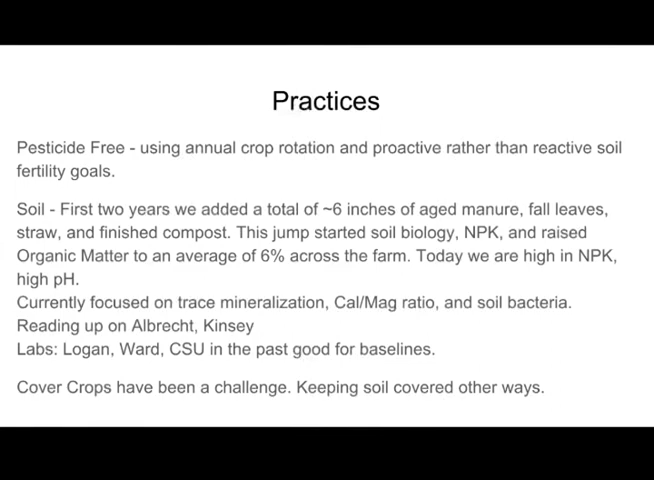 Practices
Pesticide Free - using annual crop rotation and proactive rather than reactive soil
fertility goals.
Soil - First two years we added a total of ~6 inches of aged manure, fall leaves,
straw, and finished compost. This jump started soil biology, NPK, and raised
Organic Matter to an average of 6% across the farm. Today we are high in NPK,
high pH.
Currently focused on trace mineralization, Cal/Mag ratio, and soil bacteria.
Reading up on Albrecht, Kinsey
Labs: Logan, Ward, CSU in the past good for baselines.
Cover Crops have been a challenge. Keeping soil covered other ways.